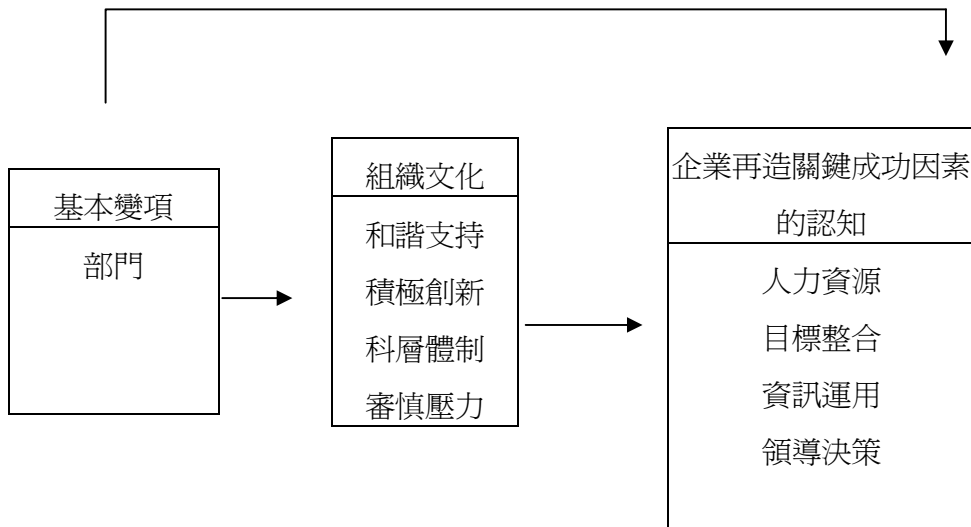 基本變項
部門
組織文化
和諧支持
積極創新
科層體制
審慎壓力
企業再造關鍵成功因素
的認知
人力資源
目標整合
資訊運用
領導決策